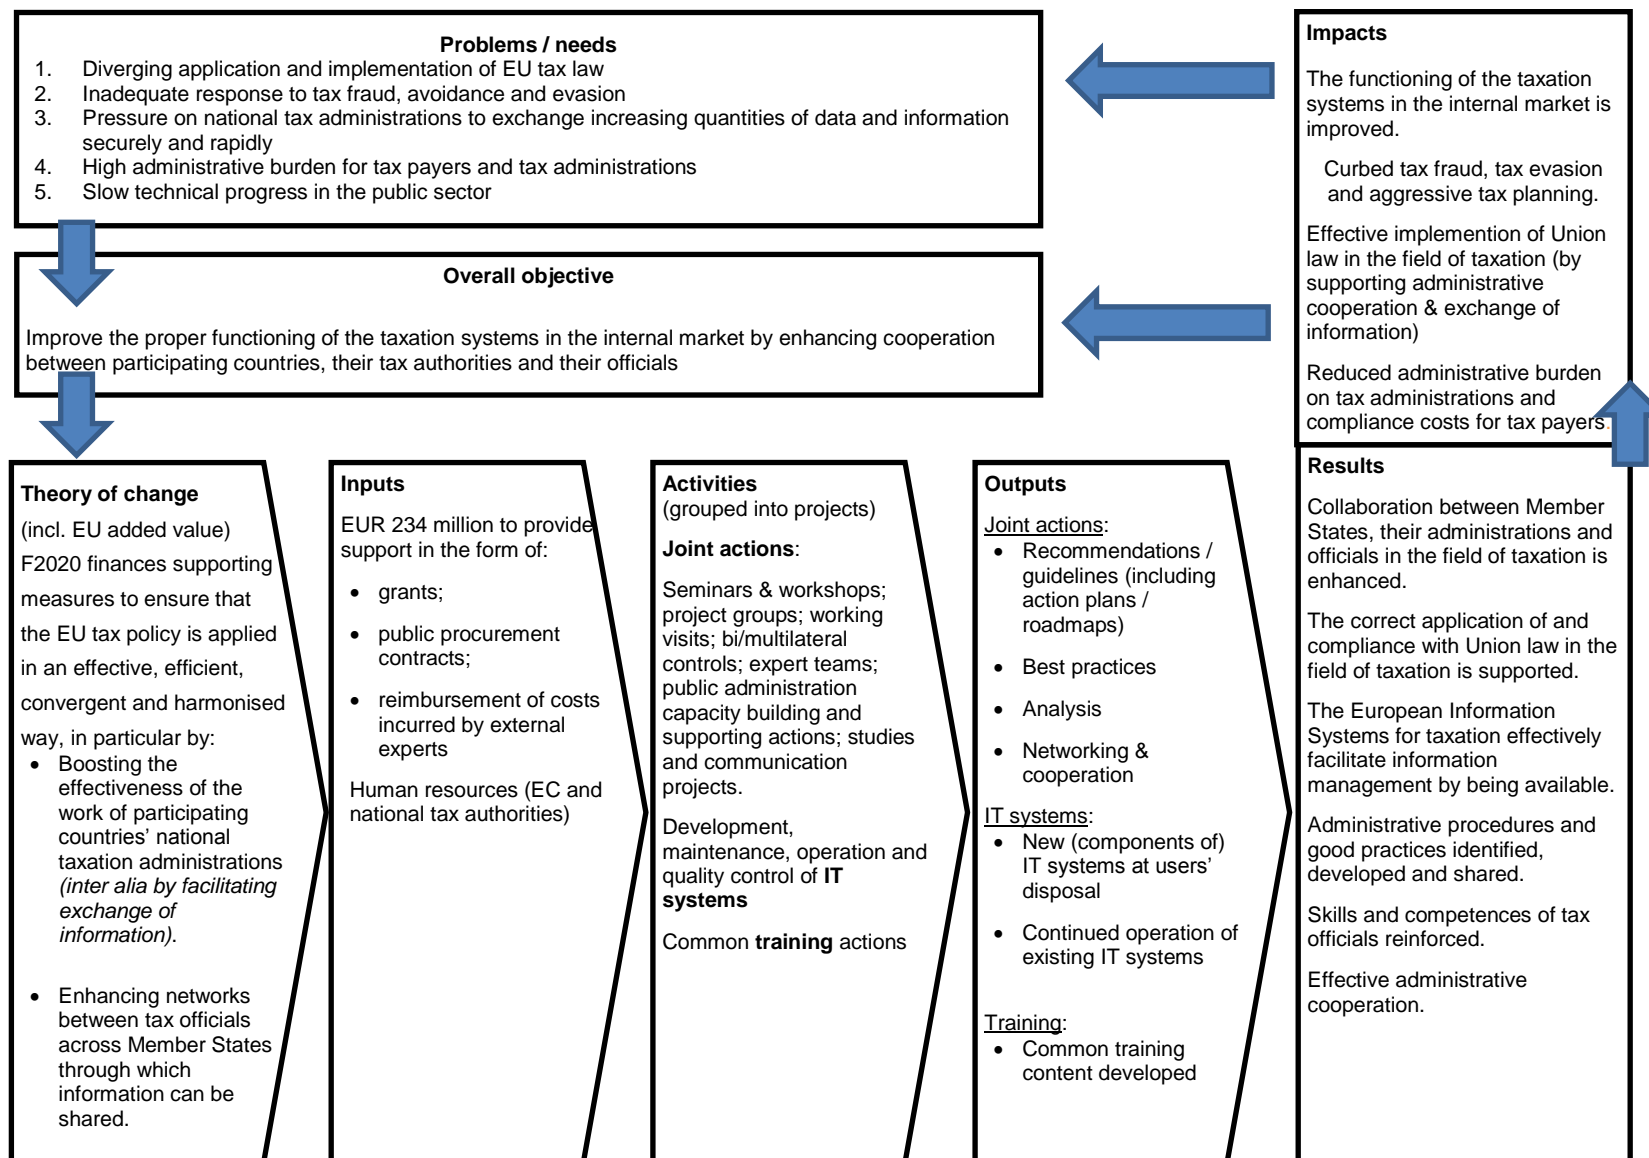 Problems / needs
1. Diverging application and implementation of EU tax law
2. Inadequate response to tax fraud, avoidance and evasion
3. Pressure on national tax administrations to exchange increasing quantities of data and information
securely and rapidly
4. High administrative burden for tax payers and tax administrations
5. Slow technical progress in the public sector
Overall objective
Improve the proper functioning of the taxation systems in the internal market by enhancing cooperation
between participating countries, their tax authorities and their officials
Theory of change
(incl. EU added value)
F2020 finances supporting
measures to ensure that
the EU tax policy is applied
in an effective, efficient,
convergent and harmonised
way, in particular by:
• Boosting the
effectiveness of the
work of participating
countries’ national
taxation administrations
(inter alia by facilitating
exchange of
information).
• Enhancing networks
between tax officials
across Member States
through which
information can be
shared.
Inputs
EUR 234 million to provide
support in the form of:
• grants;
• public procurement
contracts;
• reimbursement of costs
incurred by external
experts
Human resources (EC and
national tax authorities)
Activities
(grouped into projects)
Joint actions:
Seminars & workshops;
project groups; working
visits; bi/multilateral
controls; expert teams;
public administration
capacity building and
supporting actions; studies
and communication
projects.
Development,
maintenance, operation and
quality control of IT
systems
Common training actions
Outputs
Joint actions:
• Recommendations /
guidelines (including
action plans /
roadmaps)
• Best practices
• Analysis
• Networking &
cooperation
IT systems:
• New (components of)
IT systems at users’
disposal
• Continued operation of
existing IT systems
Training:
• Common training
content developed
Results
Collaboration between Member
States, their administrations and
officials in the field of taxation is
enhanced.
The correct application of and
compliance with Union law in the
field of taxation is supported.
The European Information
Systems for taxation effectively
facilitate information
management by being available.
Administrative procedures and
good practices identified,
developed and shared.
Skills and competences of tax
officials reinforced.
Effective administrative
cooperation.
Impacts
The functioning of the taxation
systems in the internal market is
improved.
Curbed tax fraud, tax evasion
and aggressive tax planning.
Effective implemention of Union
law in the field of taxation (by
supporting administrative
cooperation & exchange of
information)
Reduced administrative burden
on tax administrations and
compliance costs for tax payers.